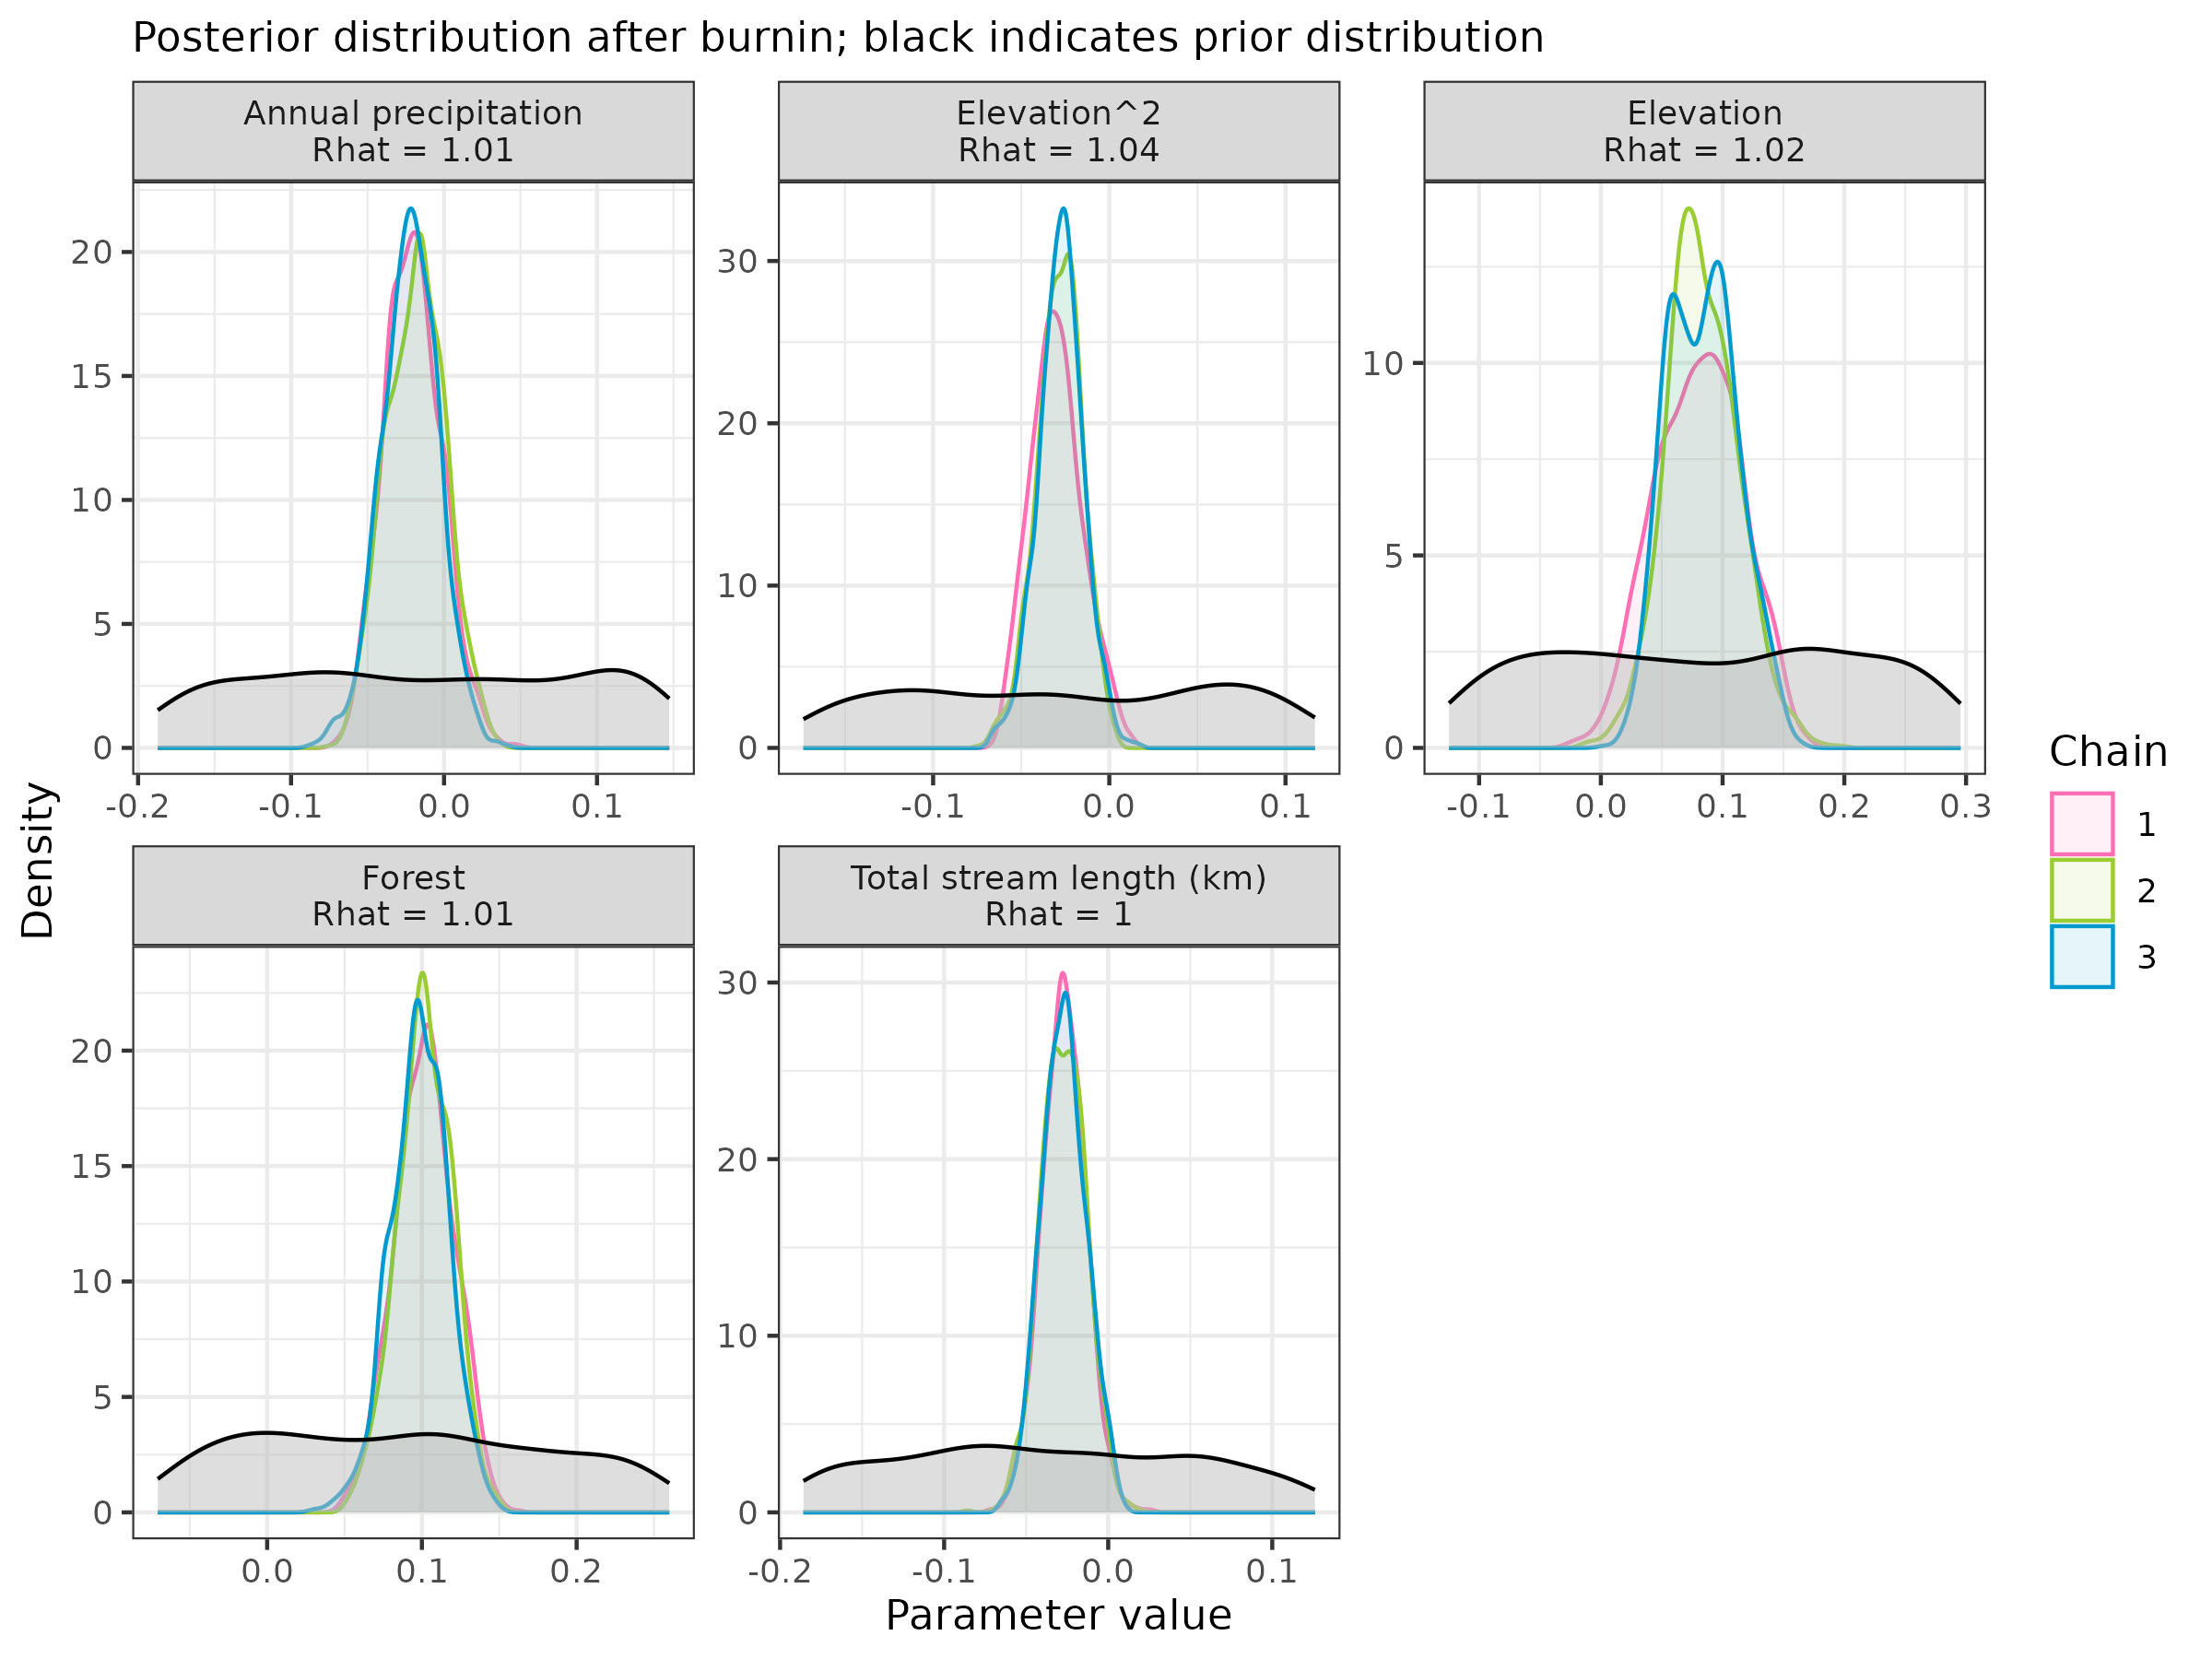 Posterior distribution after burnin; black indicates prior distribution
Annual precipitation
Rhat = 1.01
Elevation^2
Rhat = 1.04
Elevation
Rhat = 1.02
20
15
10
5
0
-0.2 -0.1 0.0 0.1
30
20
10
0
-0.1 0.0 0.1
10
5
0
-0.1 0.0 0.1 0.2 0.3
Forest
Rhat = 1.01
Total stream length (km)
Rhat = 1
20
15
10
5
0
0.0 0.1 0.2
30
20
10
0
-0.2 -0.1 0.0 0.1
Density
Parameter value
Chain
1
2
3